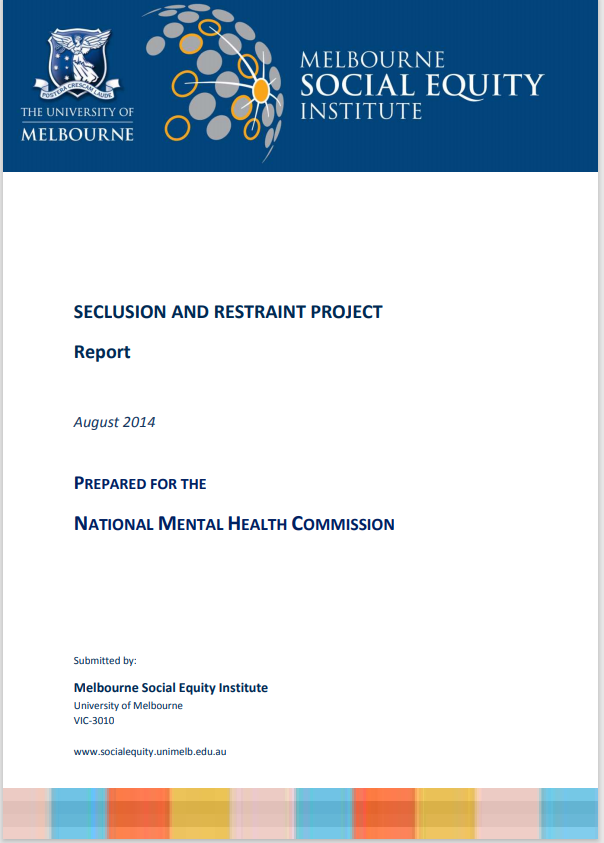 POSTERA CRESCAM LAUDE
THE UNIVERSITY OF
MELBOURNE
MELBOURNE
SOCIAL EQUITY
INSTITUTE
SECLUSION AND RESTRAINT PROJECT
Report
August 2014
PREPARED FOR THE
NATIONAL MENTAL HEALTH COMMISSION
Submitted by:
Melbourne Social Equity Institute
University of Melbourne
VIC-3010
www.socialequity.unimelb.edu.au